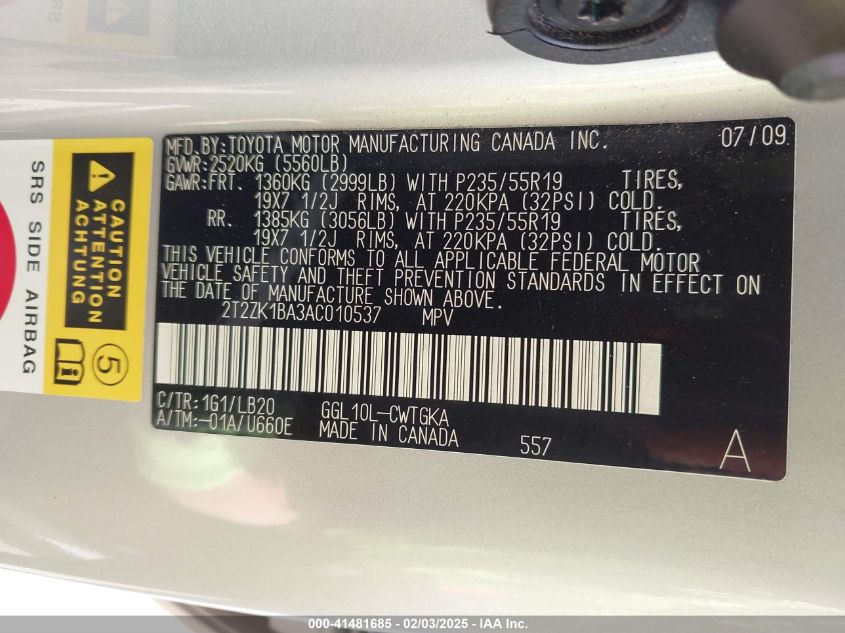 MFD.BY:TOYOTA MOTOR MANUFACTURING CANADA INC. 07/09
GVWR:2520KG (5560LB)
GAWR:FRT. 1360KG (2999LB) WITH P235/55R19 TIRES,
19X7 1/2J RIMS, AT 220KPA (32PSI) COLD.
RR. 1385KG (3056LB) WITH P235/55R19 TIRES,
19X7 1/2J RIMS, AT 220KPA (32PSI) COLD.
THIS VEHICLE CONFORMS TO ALL APPLICABLE FEDERAL MOTOR
VEHICLE SAFETY AND THEFT PREVENTION STANDARDS IN EFFECT ON
THE DATE OF MANUFACTURE SHOWN ABOVE.
2T2ZK1BA3AC010537 MPV
C/TR:1G1/LB20 GGL10L-CWTGKA
A/TM:-01A/U660E MADE IN CANADA 557 A
SRS SIDE AIRBAG
CAUTION
ATTENTION
ACHTUNG
5
000-41481685 - 02/03/2025 - IAA Inc.